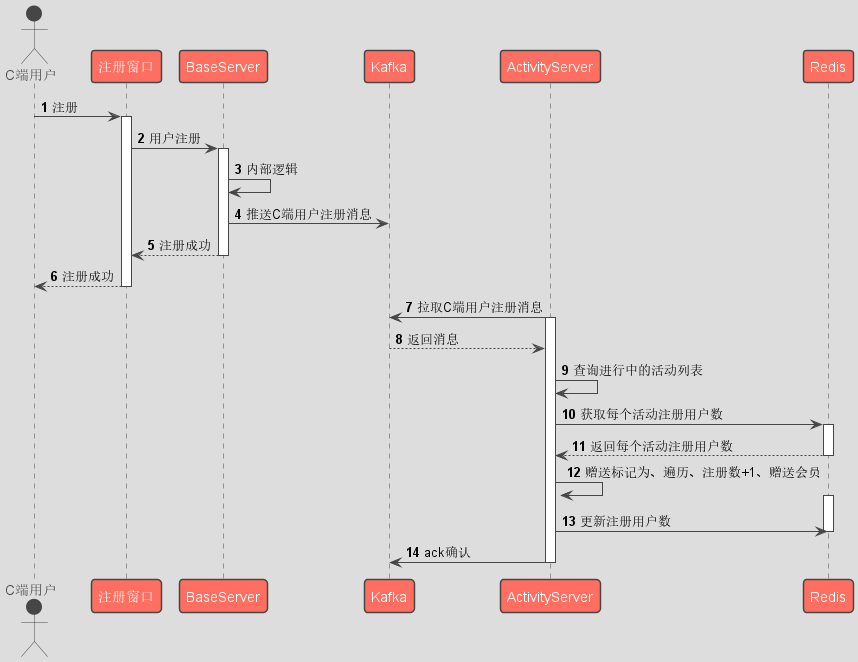 C端用户
注册窗口
BaseServer
Kafka
ActivityServer
Redis
1 注册
2 用户注册
3 内部逻辑
4 推送C端用户注册消息
5 注册成功
6 注册成功
7 拉取C端用户注册消息
8 返回消息
9 查询进行中的活动列表
10 获取每个活动注册用户数
11 返回每个活动注册用户数
12 赠送标记为、遍历、注册数+1、赠送会员
13 更新注册用户数
14 ack确认
C端用户
注册窗口
BaseServer
Kafka
ActivityServer
Redis